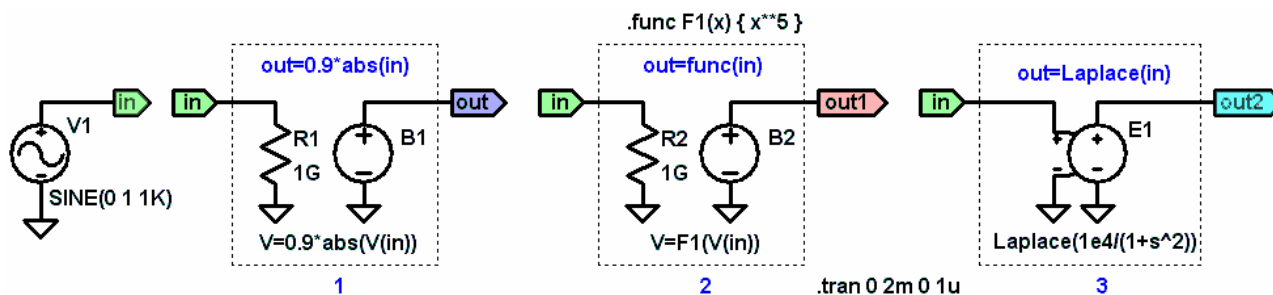 .func F1(x) { x**5 }
out=0.9*abs(in)
out=func(in)
out=Laplace(in)
in
in
out
in
out1
in
out2
V1
R1
B1
R2
B2
E1
1G
1G
SINE(0 1 1K)
V=0.9*abs(V(in))
V=F1(V(in))
Laplace(1e4/(1+s^2))
1
2
.tran 0 2m 0 1u
3